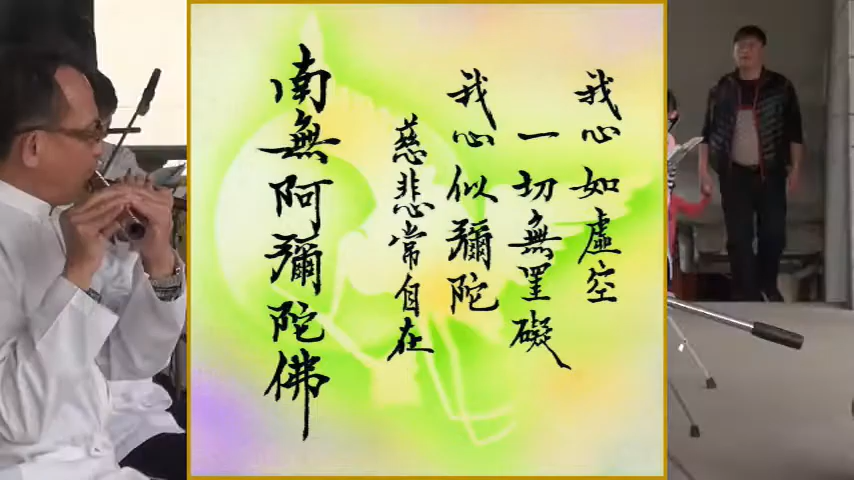 我心如虛空
一切無罣礙
我心似彌陀
慈悲常自在
南無阿彌陀佛